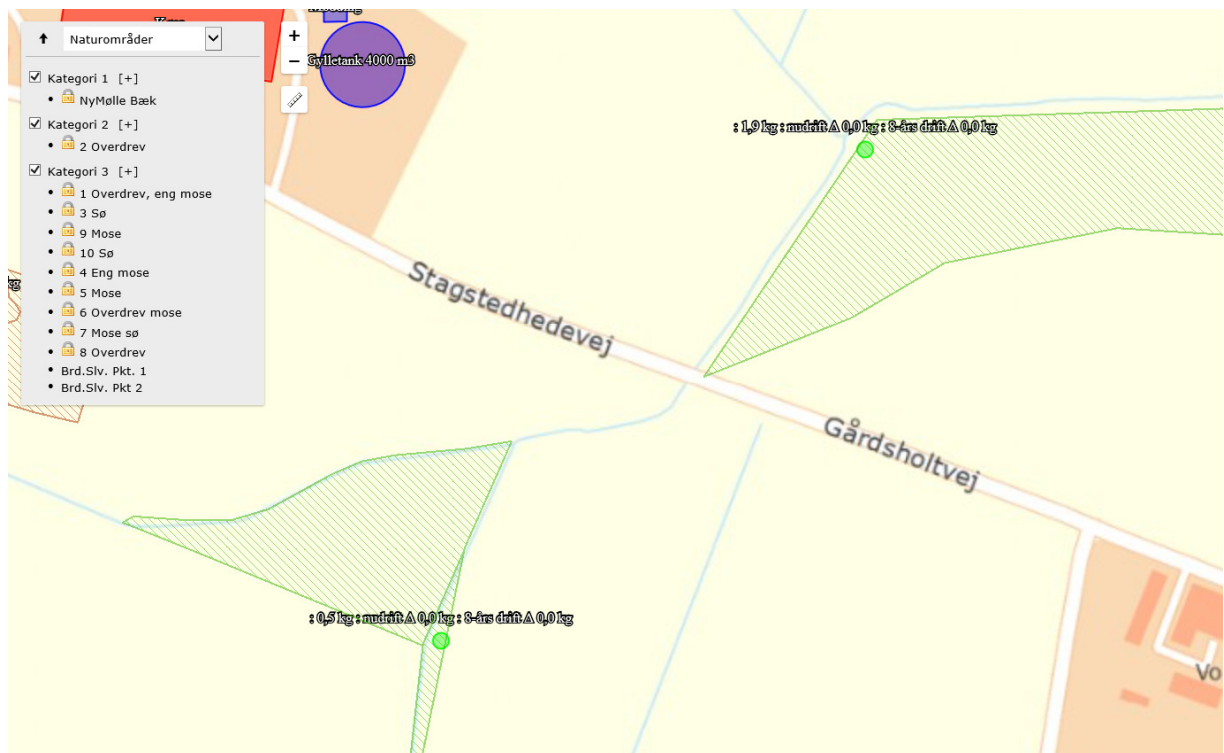 Naturområder
Kategori 1 [+]
NyMølle Bæk
Kategori 2 [+]
2 Overdrev
Kategori 3 [+]
1 Overdrev, eng mose
3 Sø
9 Mose
10 Sø
4 Eng mose
5 Mose
6 Overdrev mose
7 Mose sø
8 Overdrev
Brd.Slv. Pkt. 1
Brd.Slv. Pkt 2
+
−
Gylletank 4000 m3
: 1,9 kg : nudrift Δ 0,0 kg : 8-års drift Δ 0,0 kg
kg
Stagstedhedevej
Gårdsholtvej
: 0,5 kg : nudrift Δ 0,0 kg : 8-års drift Δ 0,0 kg
Vo